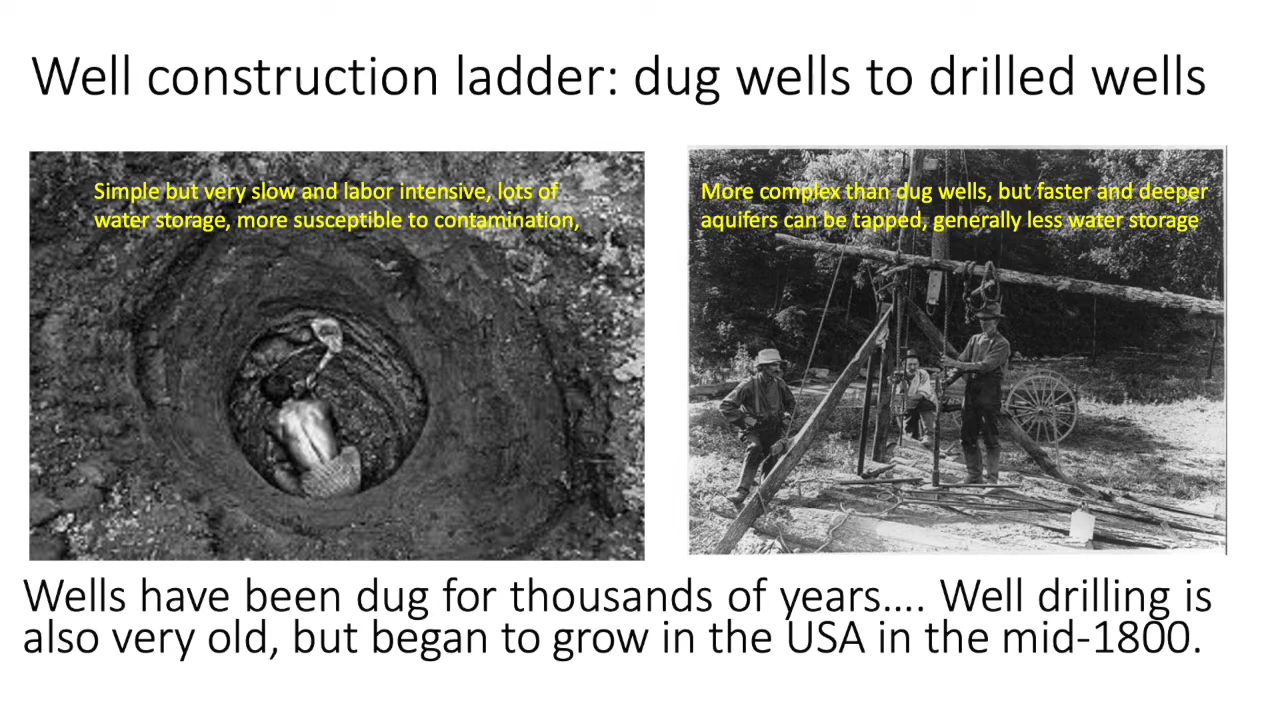 Well construction ladder: dug wells to drilled wells
Simple but very slow and labor intensive, lots of
water storage, more susceptible to contamination,
More complex than dug wells, but faster and deeper
aquifers can be tapped, generally less water storage
Wells have been dug for thousands of years.... Well drilling is
also very old, but began to grow in the USA in the mid-1800.